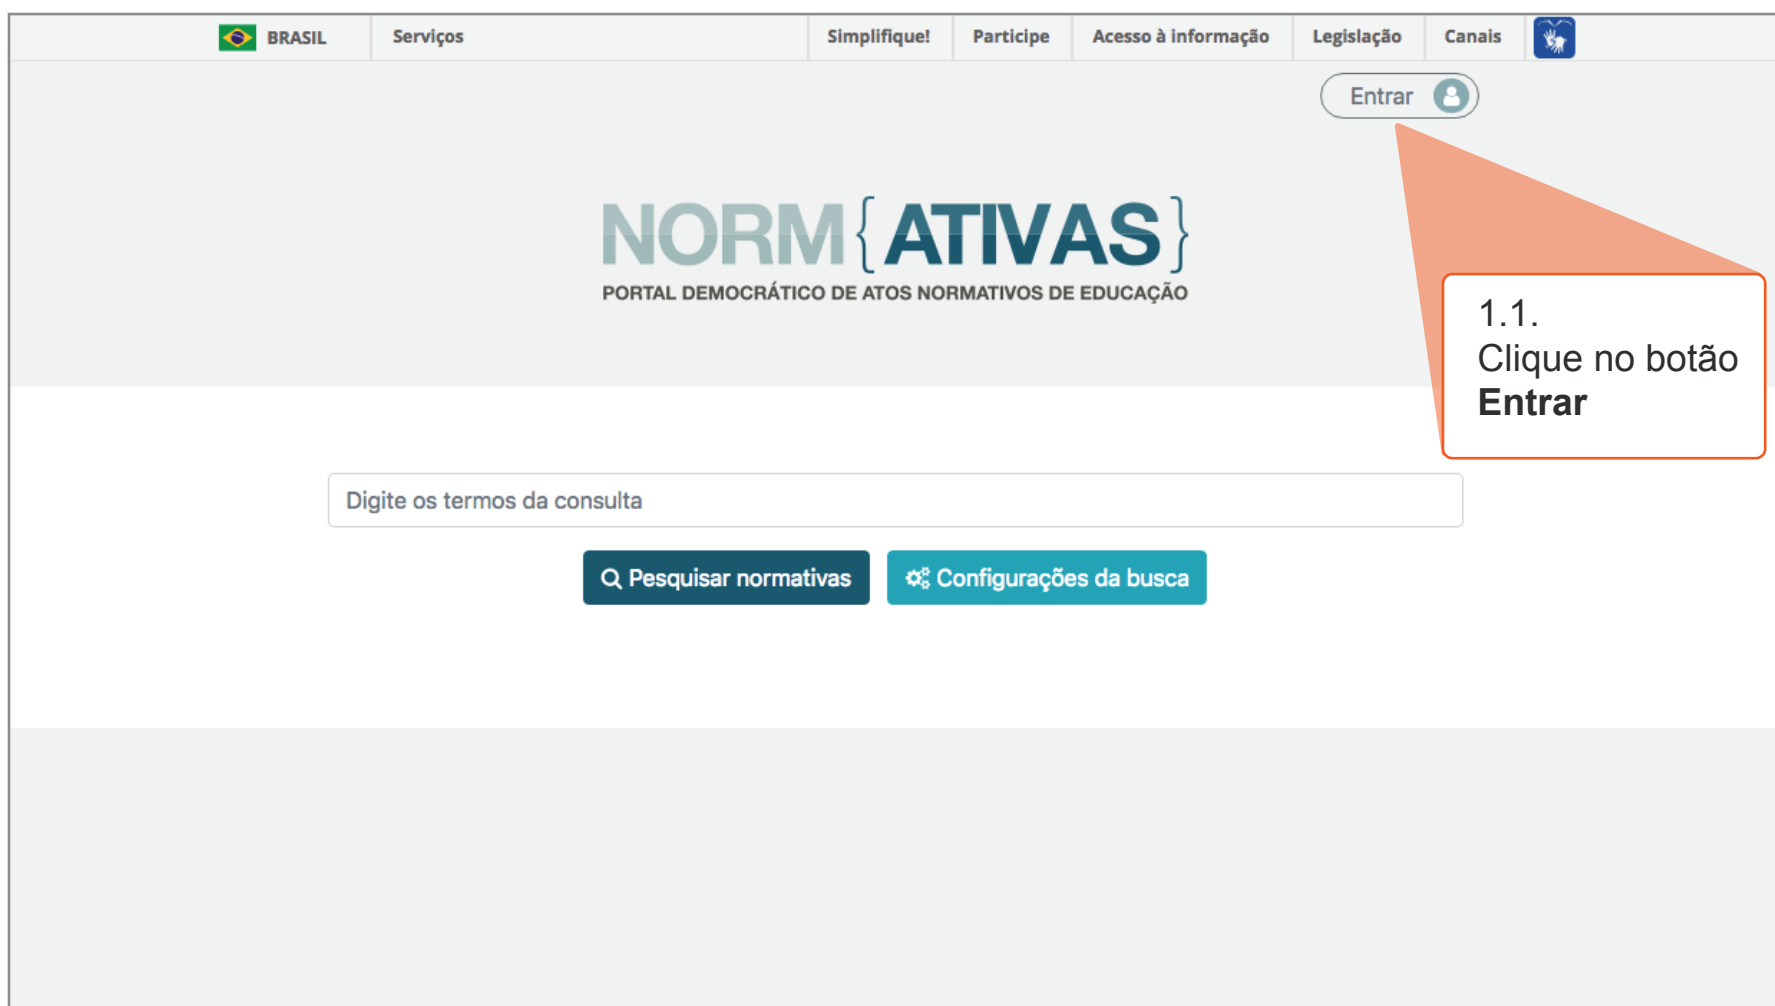 BRASIL Serviços Simplifique! Participe Acesso à informação Legislação Canais
Entrar
NORM{ATIVAS}
PORTAL DEMOCRÁTICO DE ATOS NORMATIVOS DE EDUCAÇÃO
1.1.
Clique no botão
Entrar
Digite os termos da consulta
Pesquisar normativas Configurações da busca